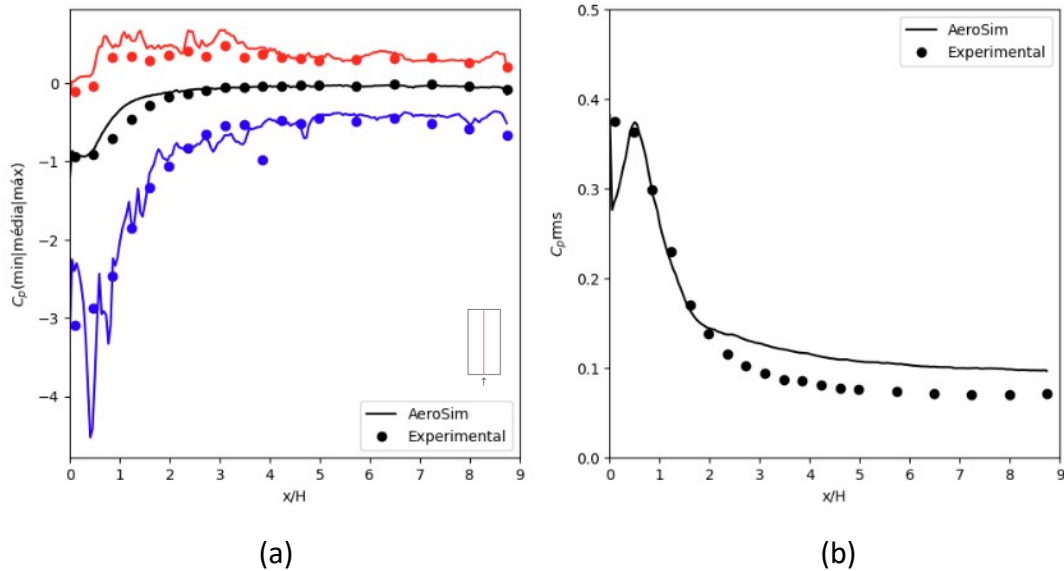 0
−1
−2
−3
−4
C_p(min|média|máx)
0 1 2 3 4 5 6 7 8 9
x/H
↑
AeroSim
Experimental
(a)
0.5
0.4
0.3
0.2
0.1
0.0
C_prms
0 1 2 3 4 5 6 7 8 9
x/H
AeroSim
Experimental
(b)